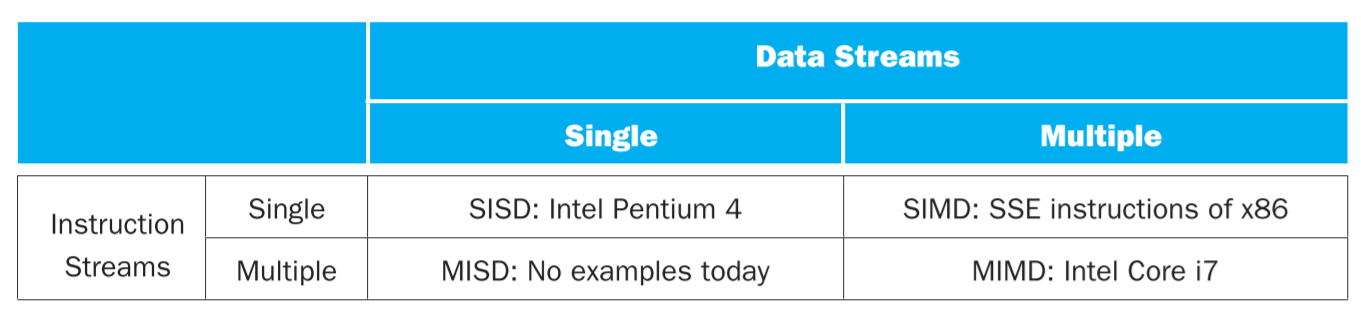 Data Streams
Single
Multiple
Instruction
Streams
Single
SISD: Intel Pentium 4
SIMD: SSE instructions of x86
Multiple
MISD: No examples today
MIMD: Intel Core i7